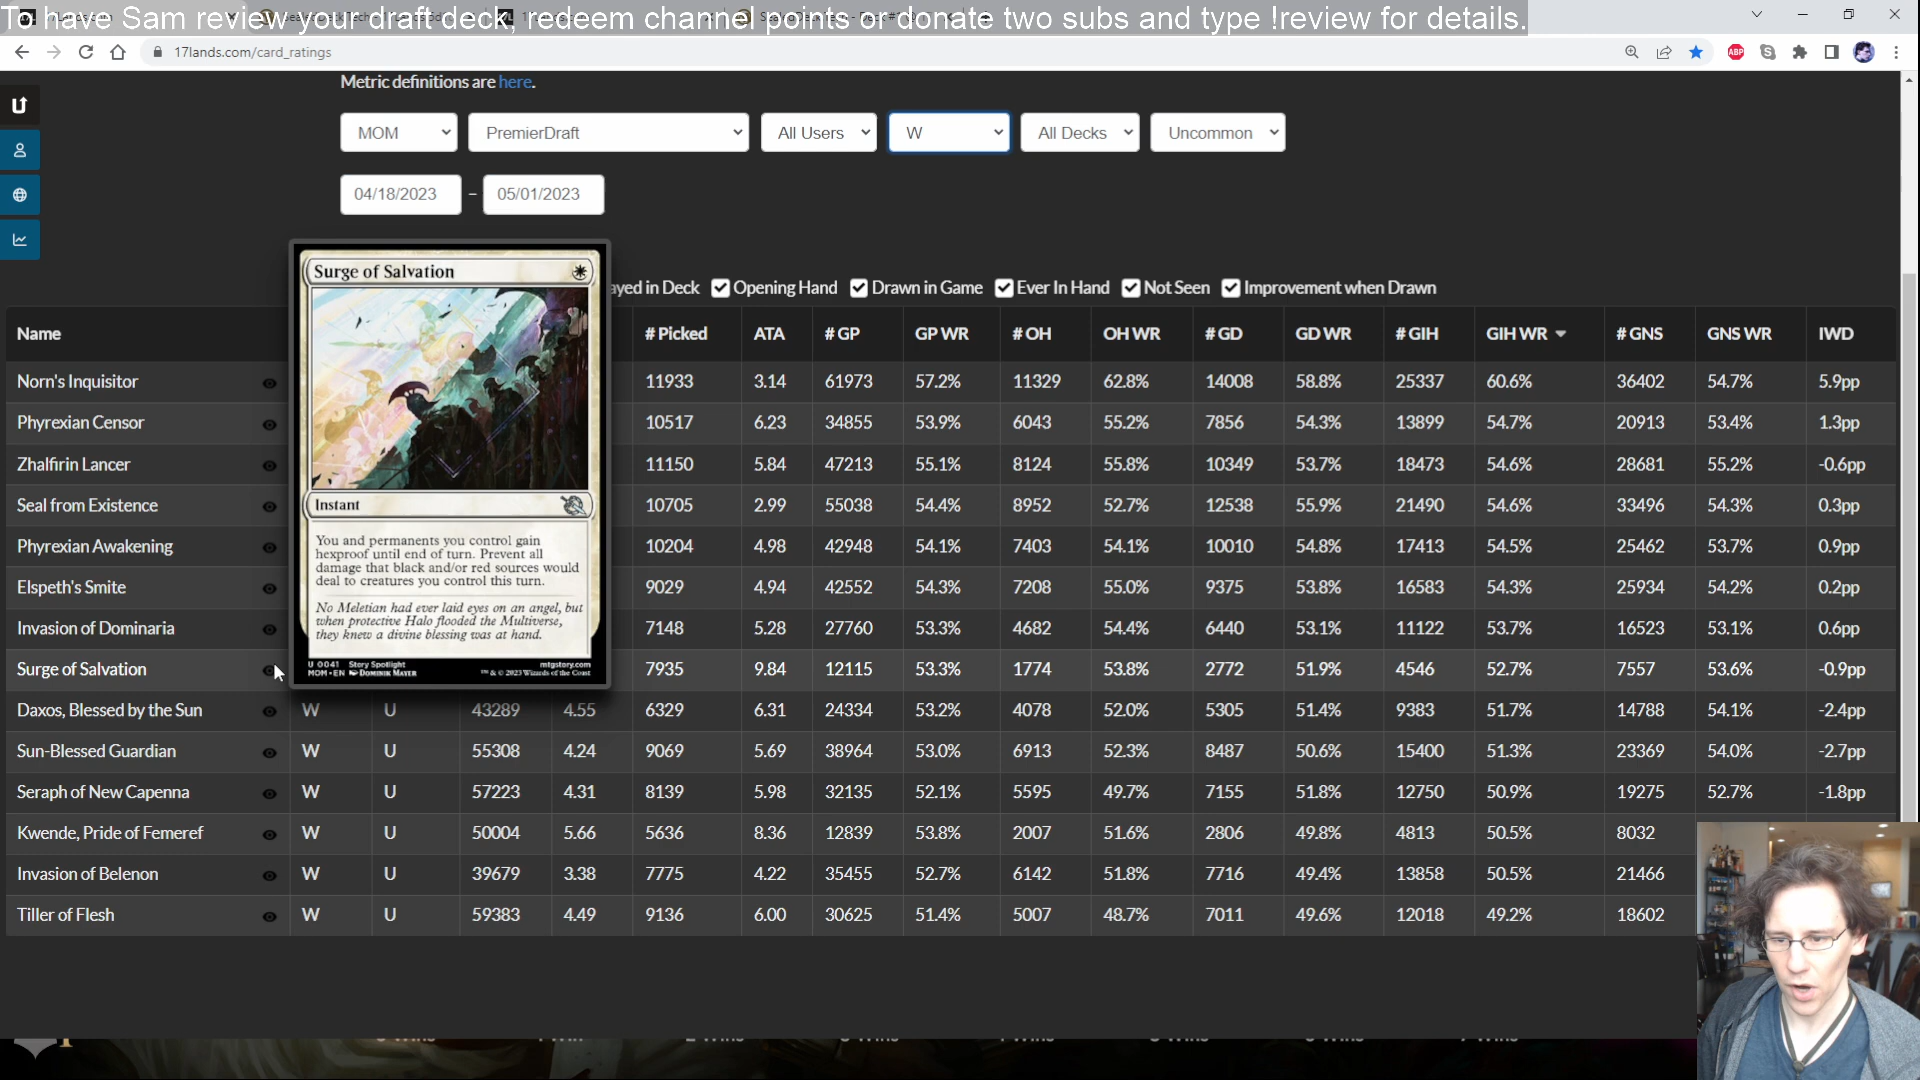 To have Sam review your draft deck, redeem channel points or donate two subs and type !review for details.
17lands.com/card_ratings
ABP
Metric definitions are here.
MOM PremierDraft All Users W All Decks Uncommon
04/18/2023 – 05/01/2023
ayed in Deck Opening Hand Drawn in Game Ever In Hand Not Seen Improvement when Drawn
Surge of Salvation
Instant
You and permanents you control gain
hexproof until end of turn. Prevent all
damage that black and/or red sources would
deal to creatures you control this turn.
No Meletian had ever laid eyes on an angel, but
when protective Halo flooded the Multiverse,
they knew a divine blessing was at hand.
U 0041 Story Spotlight mtgstory.com
MOM • EN Dominik Mayer ™ & © 2023 Wizards of the Coast
Name # Picked ATA # GP GP WR # OH OH WR # GD GD WR # GIH GIH WR # GNS GNS WR IWD
Norn's Inquisitor 11933 3.14 61973 57.2% 11329 62.8% 14008 58.8% 25337 60.6% 36402 54.7% 5.9pp
Phyrexian Censor 10517 6.23 34855 53.9% 6043 55.2% 7856 54.3% 13899 54.7% 20913 53.4% 1.3pp
Zhalfirin Lancer 11150 5.84 47213 55.1% 8124 55.8% 10349 53.7% 18473 54.6% 28681 55.2% -0.6pp
Seal from Existence 10705 2.99 55038 54.4% 8952 52.7% 12538 55.9% 21490 54.6% 33496 54.3% 0.3pp
Phyrexian Awakening 10204 4.98 42948 54.1% 7403 54.1% 10010 54.8% 17413 54.5% 25462 53.7% 0.9pp
Elspeth's Smite 9029 4.94 42552 54.3% 7208 55.0% 9375 53.8% 16583 54.3% 25934 54.2% 0.2pp
Invasion of Dominaria 7148 5.28 27760 53.3% 4682 54.4% 6440 53.1% 11122 53.7% 16523 53.1% 0.6pp
Surge of Salvation 7935 9.84 12115 53.3% 1774 53.8% 2772 51.9% 4546 52.7% 7557 53.6% -0.9pp
Daxos, Blessed by the Sun W U 43289 4.55 6329 6.31 24334 53.2% 4078 52.0% 5305 51.4% 9383 51.7% 14788 54.1% -2.4pp
Sun-Blessed Guardian W U 55308 4.24 9069 5.69 38964 53.0% 6913 52.3% 8487 50.6% 15400 51.3% 23369 54.0% -2.7pp
Seraph of New Capenna W U 57223 4.31 8139 5.98 32135 52.1% 5595 49.7% 7155 51.8% 12750 50.9% 19275 52.7% -1.8pp
Kwende, Pride of Femeref W U 50004 5.66 5636 8.36 12839 53.8% 2007 51.6% 2806 49.8% 4813 50.5% 8032
Invasion of Belenon W U 39679 3.38 7775 4.22 35455 52.7% 6142 51.8% 7716 49.4% 13858 50.5% 21466
Tiller of Flesh W U 59383 4.49 9136 6.00 30625 51.4% 5007 48.7% 7011 49.6% 12018 49.2% 18602